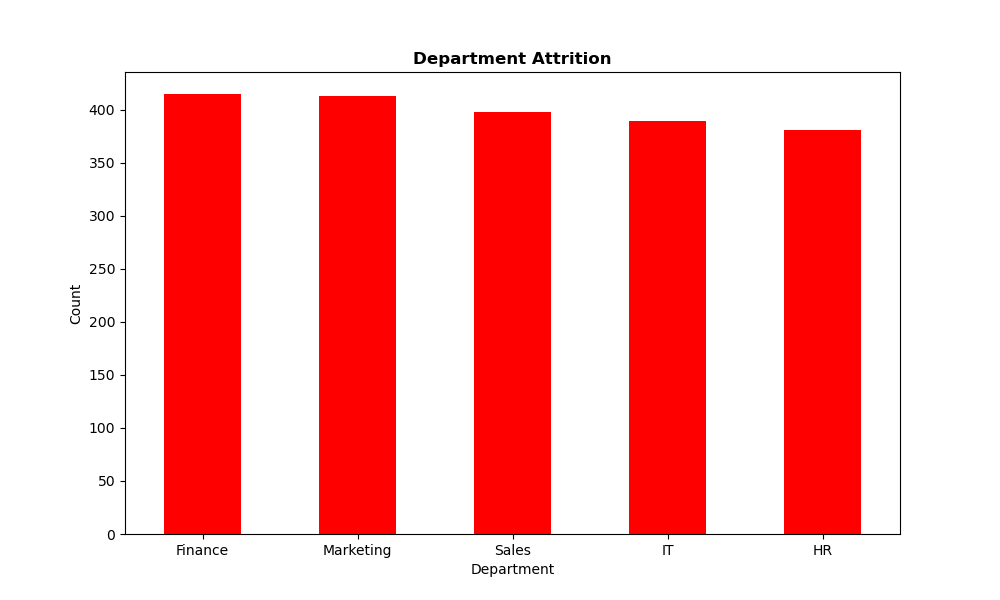 Department Attrition
400
350
300
250
200
150
100
50
0
Count
Finance Marketing Sales IT HR
Department